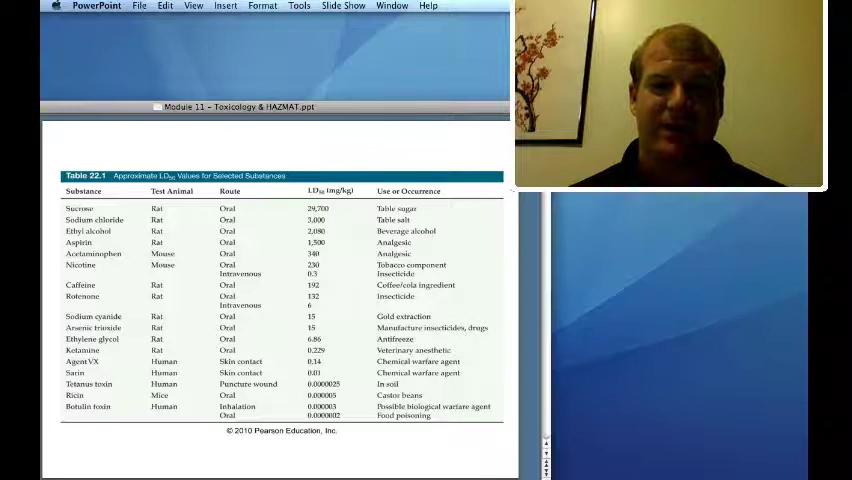 PowerPoint File Edit View Insert Format Tools Slide Show Window Help
Module 11 - Toxicology & HAZMAT.ppt
Table 22.1 Approximate LD50 Values for Selected Substances
Substance Test Animal Route LD50 (mg/kg) Use or Occurrence
Sucrose Rat Oral 29,700 Table sugar
Sodium chloride Rat Oral 3,000 Table salt
Ethyl alcohol Rat Oral 2,080 Beverage alcohol
Aspirin Rat Oral 1,500 Analgesic
Acetaminophen Mouse Oral 340 Analgesic
Nicotine Mouse Oral 230 Tobacco component
Intravenous 0.3 Insecticide
Caffeine Rat Oral 192 Coffee/cola ingredient
Rotenone Rat Oral 132 Insecticide
Intravenous 6
Sodium cyanide Rat Oral 15 Gold extraction
Arsenic trioxide Rat Oral 15 Manufacture insecticides, drugs
Ethylene glycol Rat Oral 6.86 Antifreeze
Ketamine Rat Oral 0.229 Veterinary anesthetic
Agent VX Human Skin contact 0.14 Chemical warfare agent
Sarin Human Skin contact 0.01 Chemical warfare agent
Tetanus toxin Human Puncture wound 0.0000025 In soil
Ricin Mice Oral 0.000005 Castor beans
Botulin toxin Human Inhalation 0.000003 Possible biological warfare agent
Oral 0.0000002 Food poisoning
© 2010 Pearson Education, Inc.